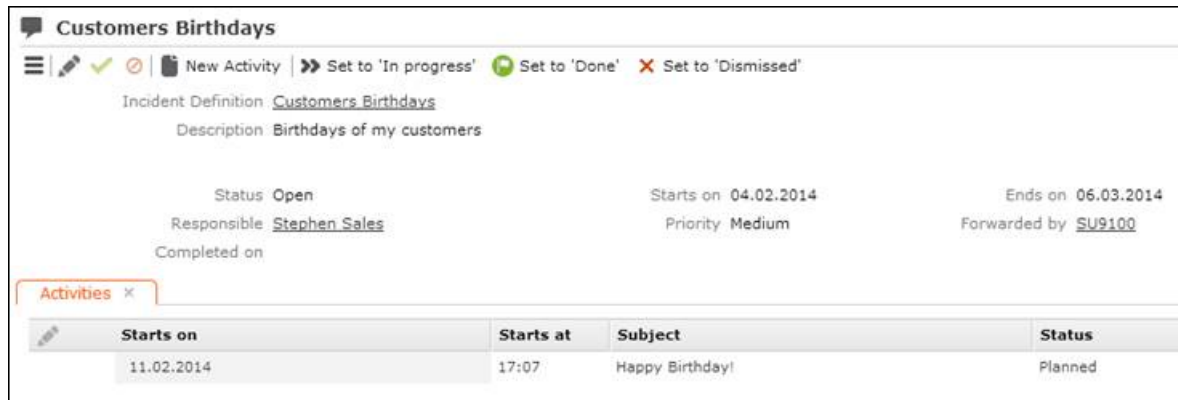 Customers Birthdays
New Activity Set to 'In progress' Set to 'Done' Set to 'Dismissed'
Incident Definition Customers Birthdays
Description Birthdays of my customers
Status Open Starts on 04.02.2014 Ends on 06.03.2014
Responsible Stephen Sales Priority Medium Forwarded by SU9100
Completed on
Activities
Starts on Starts at Subject Status
11.02.2014 17:07 Happy Birthday! Planned